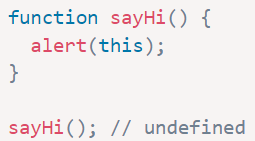 function sayHi() {
  alert(this);
}

sayHi(); // undefined